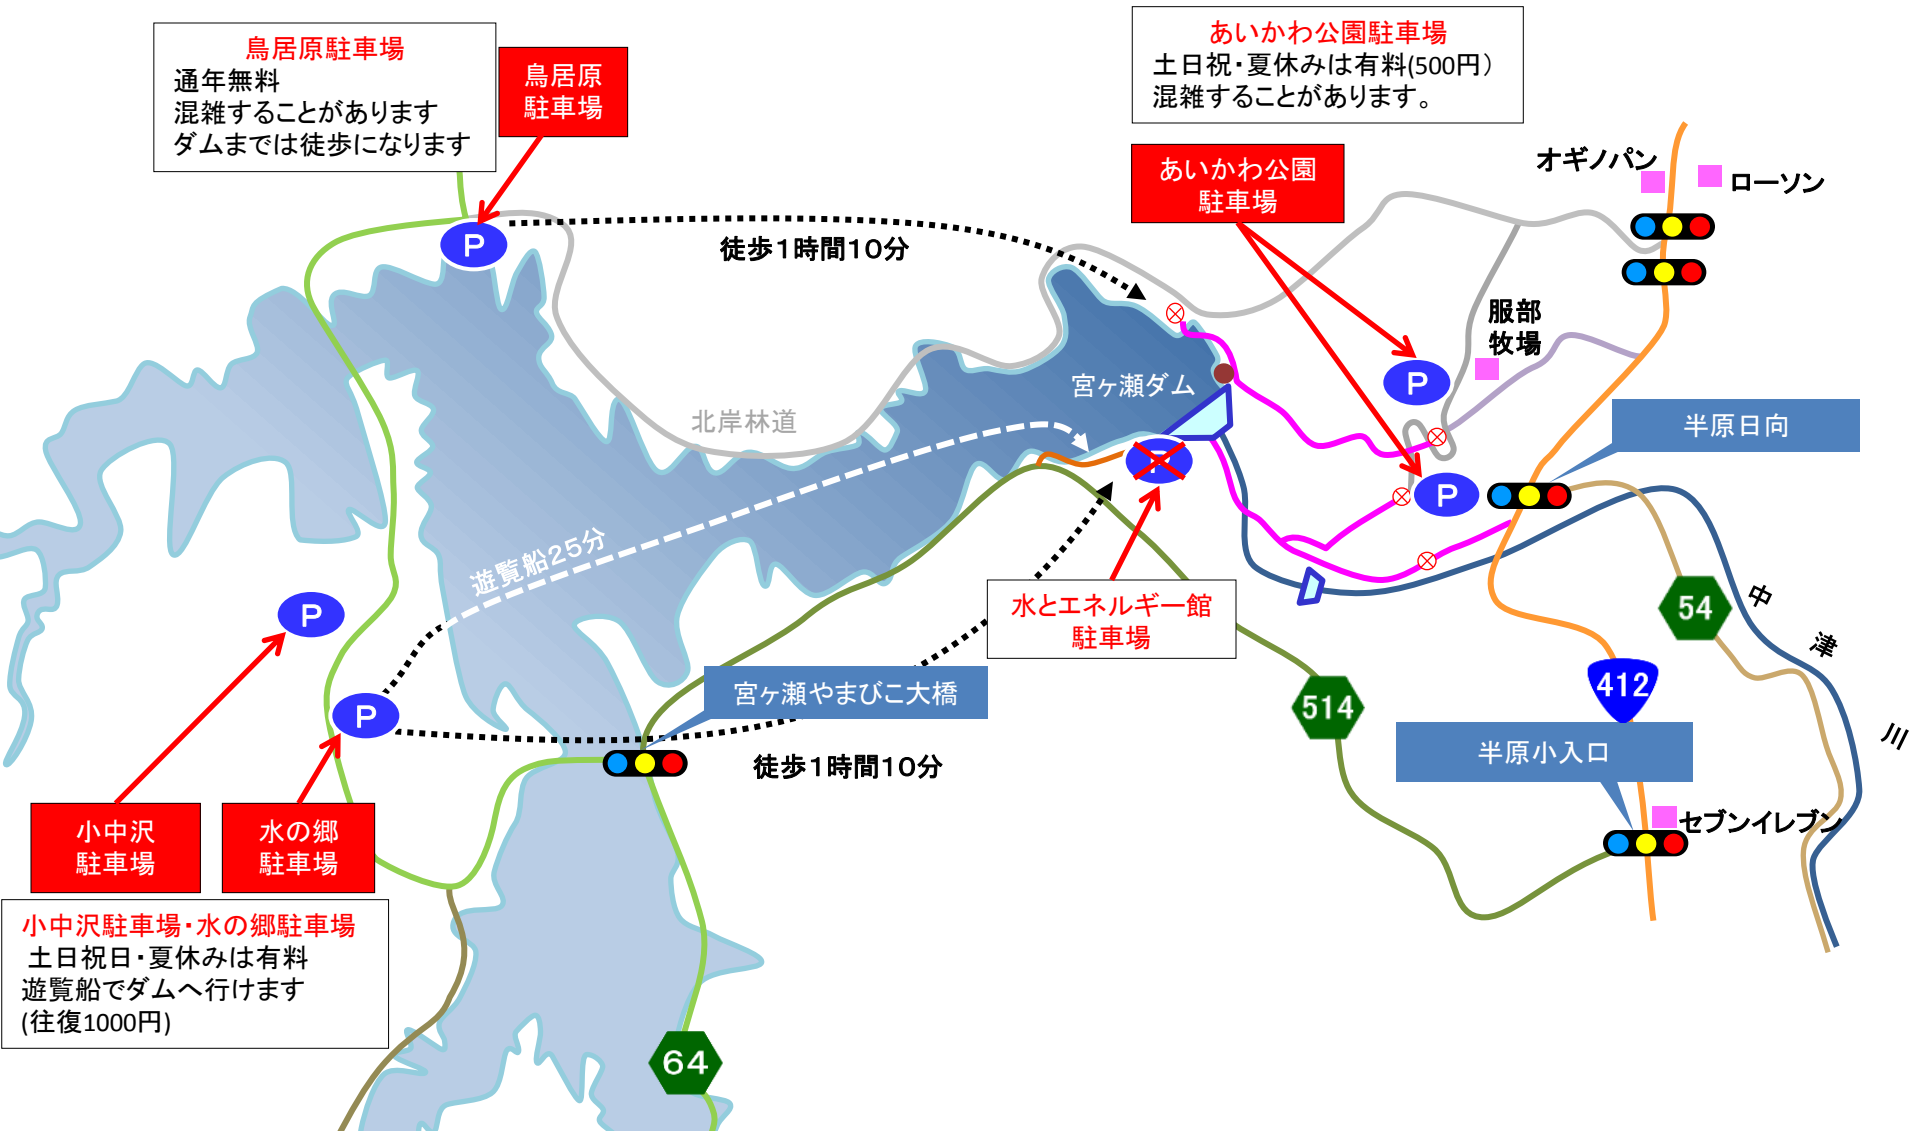 鳥居原駐車場
通年無料
混雑することがあります
ダムまでは徒歩になります
鳥居原
駐車場
あいかわ公園駐車場
土日祝・夏休みは有料(500円)
混雑することがあります。
あいかわ公園
駐車場
オギノパン
ローソン
P
徒歩1時間10分
服部
牧場
宮ヶ瀬ダム
P
北岸林道
半原日向
P
P
遊覧船25分
水とエネルギー館
駐車場
P
54
中
津
川
宮ヶ瀬やまびこ大橋
412
P
514
徒歩1時間10分
半原小入口
セブンイレブン
小中沢
駐車場
水の郷
駐車場
小中沢駐車場・水の郷駐車場
土日祝日・夏休みは有料
遊覧船でダムへ行けます
(往復1000円)
64